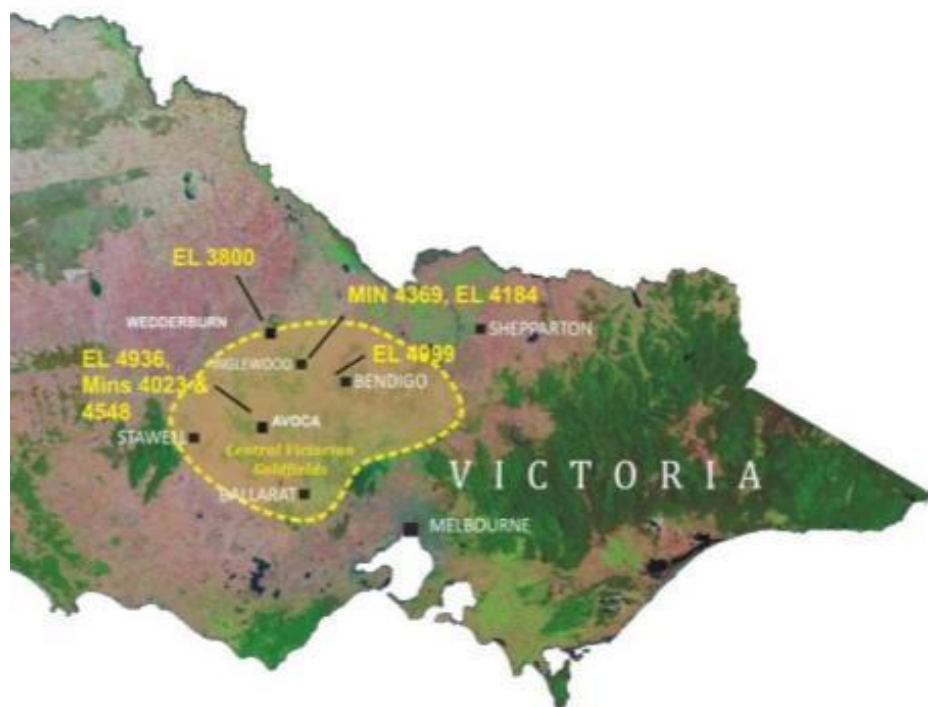 EL 3800
MIN 4369, EL 4184
WEDDERBURN
SHEPPARTON
EL 4936,
Mins 4023 &
4548
INGLEWOOD
EL 4999
BENDIGO
AVOCA
STAWELL
Central Victorian
Goldfields
VICTORIA
BALLARAT
MELBOURNE